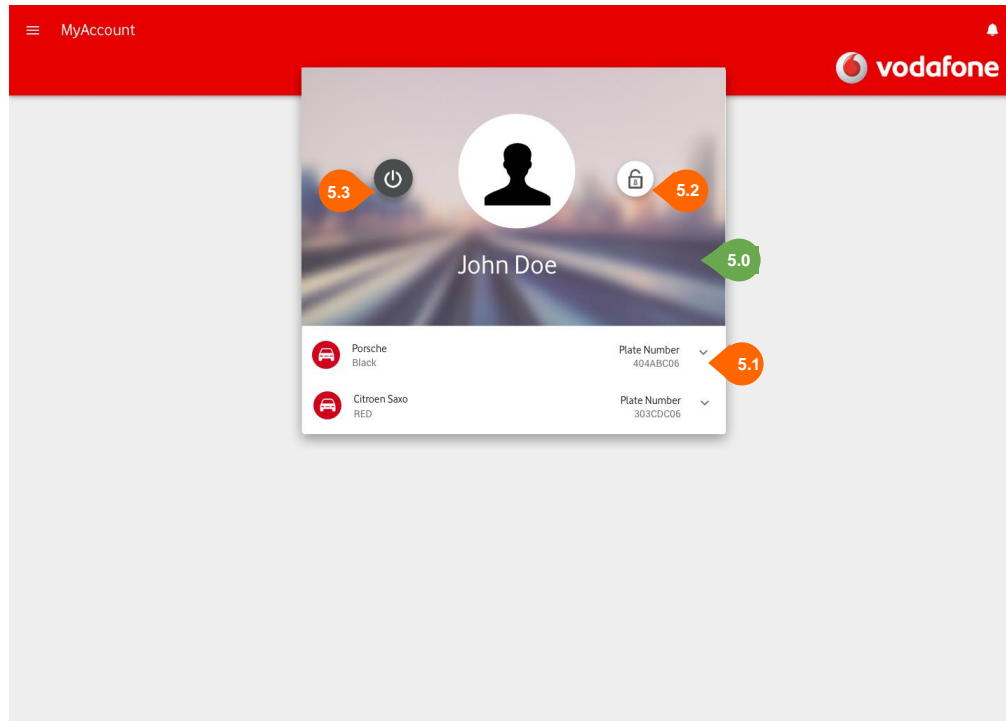 MyAccount
vodafone
5.3
5.2
John Doe
5.0
Porsche
Black
Plate Number
404ABC06
5.1
Citroen Saxo
RED
Plate Number
303CDC06